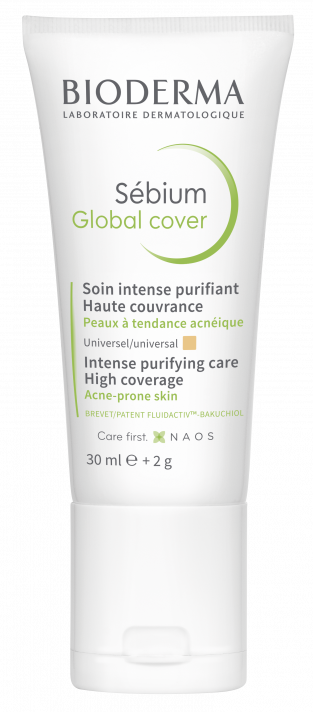 BIODERMA
LABORATOIRE DERMATOLOGIQUE
Sébium
Global cover
Soin intense purifiant
Haute couvrance
Peaux à tendance acnéique
Universel/universal
Intense purifying care
High coverage
Acne-prone skin
BREVET/PATENT FLUIDACTIV™-BAKUCHIOL
Care first. NAOS
30 ml ℮ + 2 g